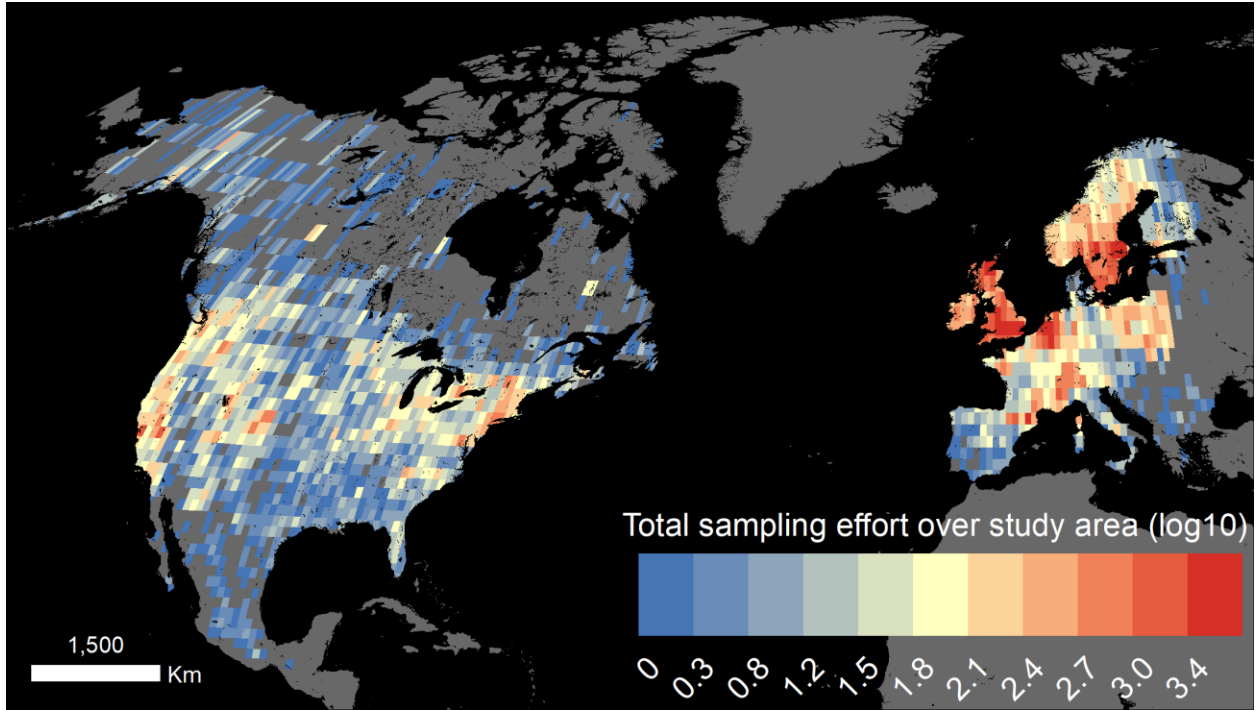 Total sampling effort over study area (log10)
0 0.3 0.8 1.2 1.5 1.8 2.1 2.4 2.7 3.0 3.4
1,500
Km